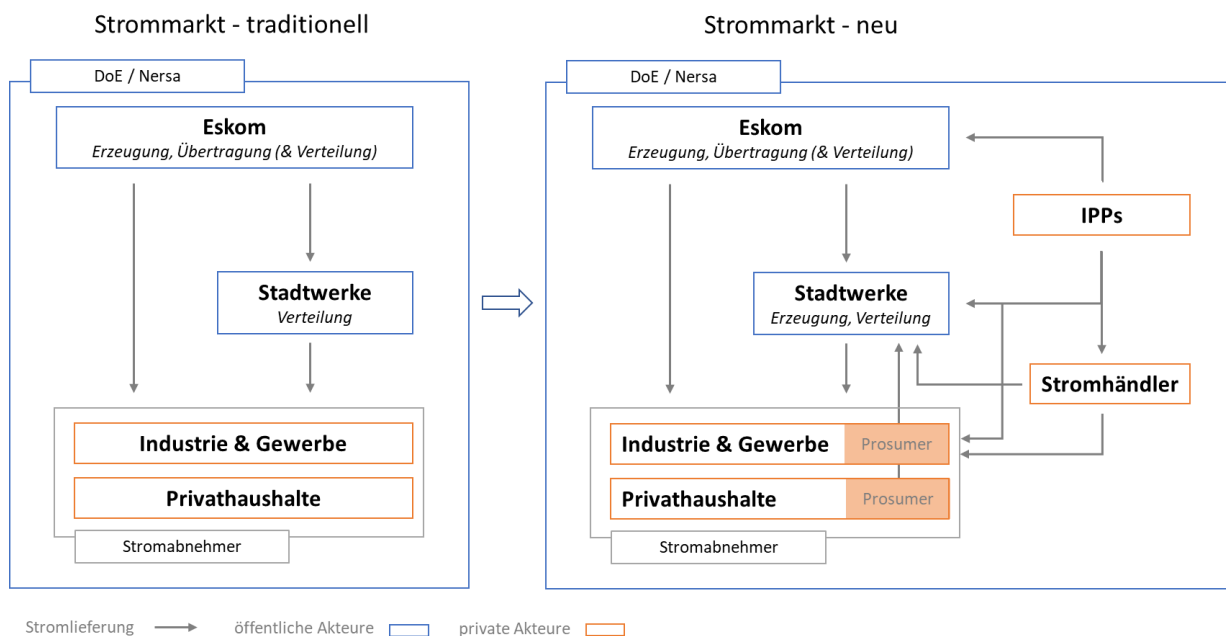 Strommarkt - traditionell
DoE / Nersa
Eskom
Erzeugung, Übertragung (& Verteilung)
Stadtwerke
Verteilung
Industrie & Gewerbe
Privathaushalte
Stromabnehmer
Strommarkt - neu
DoE / Nersa
Eskom
Erzeugung, Übertragung (& Verteilung)
IPPs
Stadtwerke
Erzeugung, Verteilung
Stromhändler
Industrie & Gewerbe Prosumer
Privathaushalte Prosumer
Stromabnehmer
Stromlieferung öffentliche Akteure private Akteure